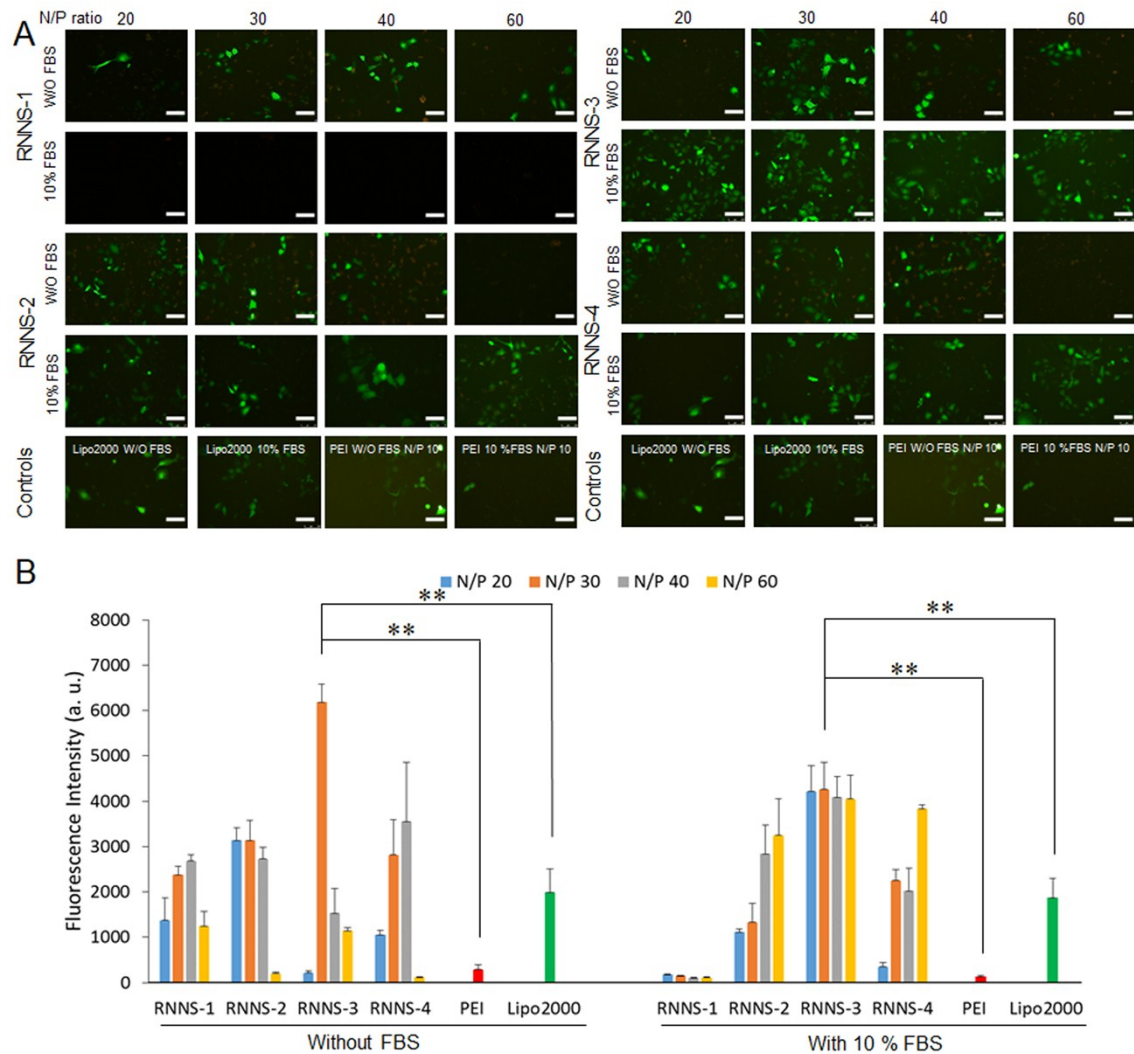 N/P ratio 20 30 40 60 20 30 40 60
A
RNNS-1
W/O FBS
10% FBS
RNNS-2
W/O FBS
10% FBS
Controls
Lipo2000 W/O FBS
Lipo2000 10% FBS
PEI W/O FBS N/P 10
PEI 10 %FBS N/P 10
RNNS-3
W/O FBS
10% FBS
RNNS-4
W/O FBS
10% FBS
Controls
Lipo2000 W/O FBS
Lipo2000 10% FBS
PEI W/O FBS N/P 10
PEI 10 %FBS N/P 10
B
N/P 20 N/P 30 N/P 40 N/P 60
** **
** **
Fluorescence Intensity (a. u.)
8000
7000
6000
5000
4000
3000
2000
1000
0
RNNS-1 RNNS-2 RNNS-3 RNNS-4 PEI Lipo2000 RNNS-1 RNNS-2 RNNS-3 RNNS-4 PEI Lipo2000
Without FBS With 10 % FBS